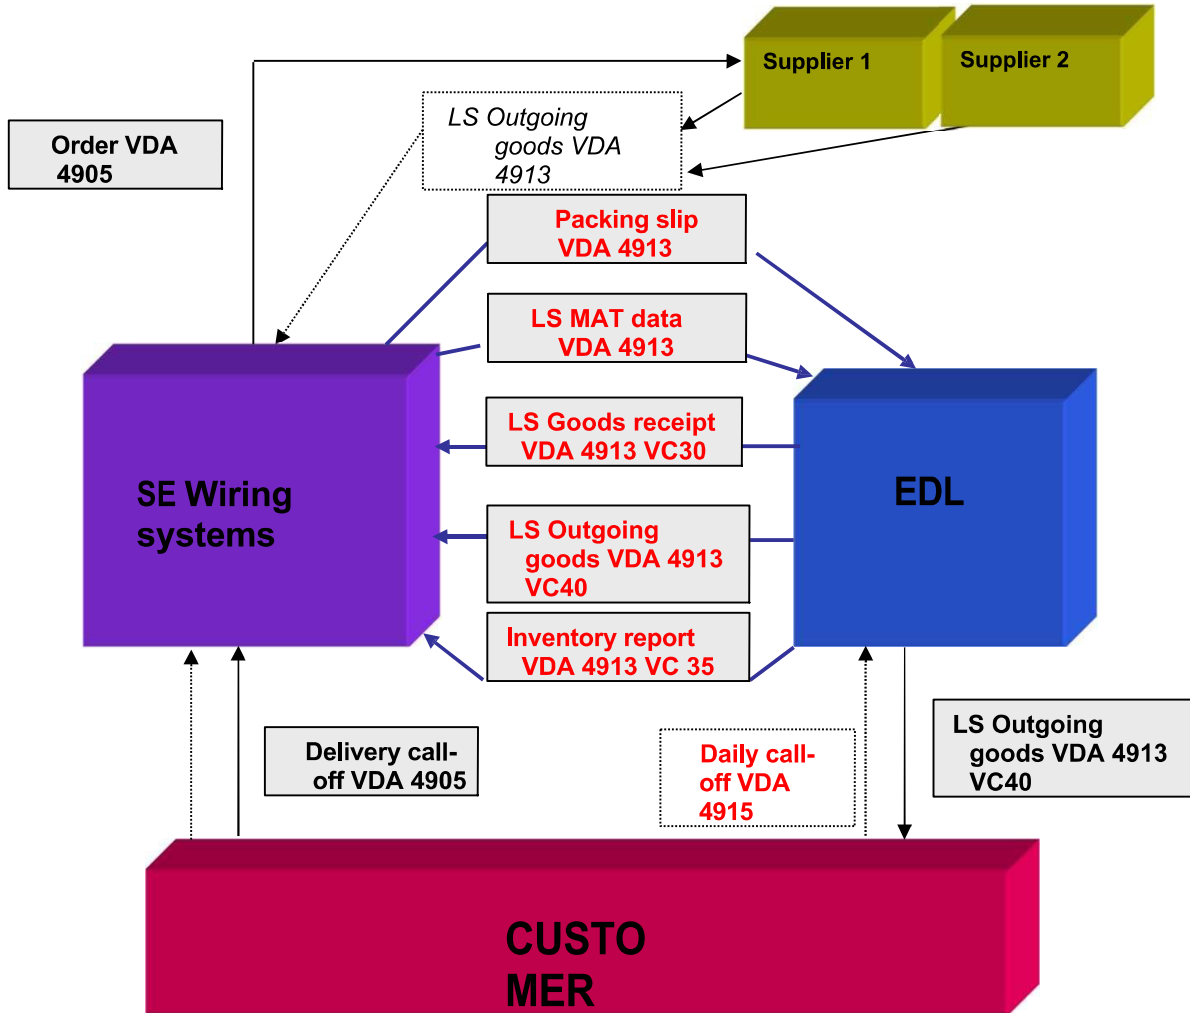 Supplier 1
Supplier 2
LS Outgoing
goods VDA
4913
Order VDA
4905
Packing slip
VDA 4913
LS MAT data
VDA 4913
LS Goods receipt
VDA 4913 VC30
SE Wiring
systems
EDL
LS Outgoing
goods VDA 4913
VC40
Inventory report
VDA 4913 VC 35
Delivery call-
off VDA 4905
Daily call-
off VDA
4915
LS Outgoing
goods VDA 4913
VC40
CUSTO
MER